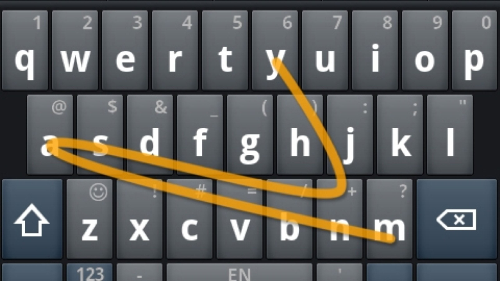 1 2 3 4 5 6 7 8 9 0
q w e r t y u i o p
@ $ & _ ( ) : ; "
a s d f g h j k l
! # = / + ?
z x c v b n m
123 - EN '